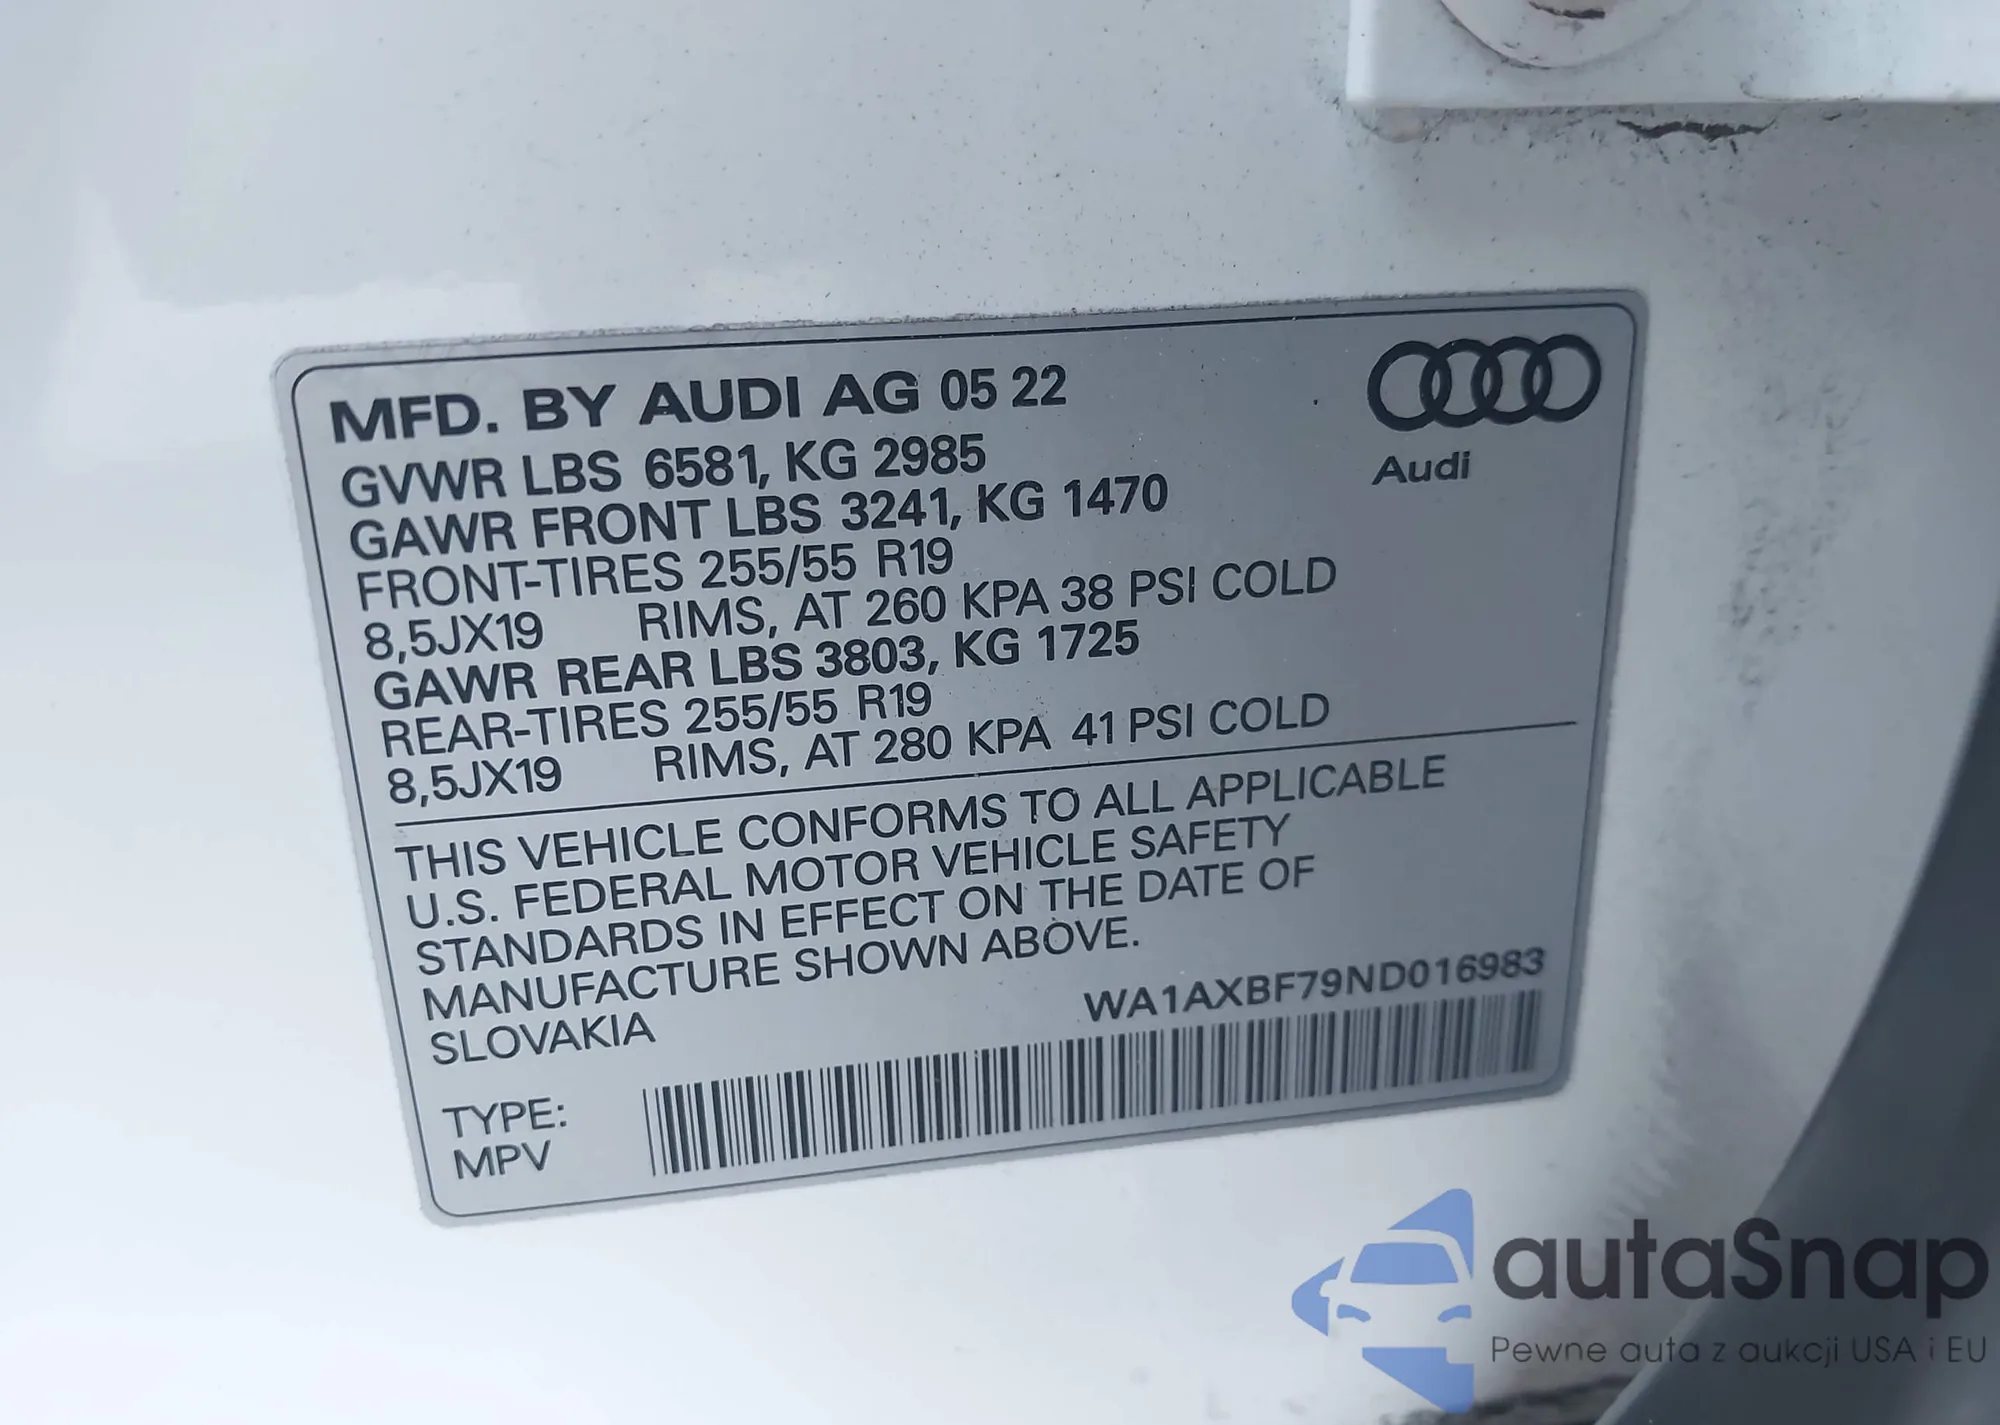 MFD. BY AUDI AG 05 22
GVWR LBS 6581, KG 2985
GAWR FRONT LBS 3241, KG 1470
FRONT-TIRES 255/55 R19
8,5JX19 RIMS, AT 260 KPA 38 PSI COLD
GAWR REAR LBS 3803, KG 1725
REAR-TIRES 255/55 R19
8,5JX19 RIMS, AT 280 KPA 41 PSI COLD
Audi
THIS VEHICLE CONFORMS TO ALL APPLICABLE
U.S. FEDERAL MOTOR VEHICLE SAFETY
STANDARDS IN EFFECT ON THE DATE OF
MANUFACTURE SHOWN ABOVE.
SLOVAKIA
WA1AXBF79ND016983
TYPE:
MPV
autaSnap
Pewne auta z aukcji USA i EU